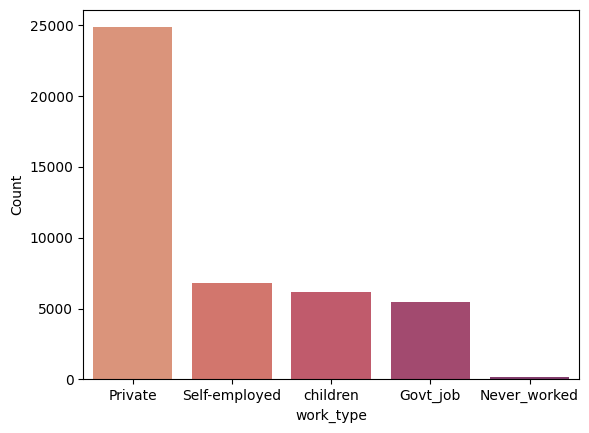 25000
20000
15000
10000
5000
0
Count
Private Self-employed children Govt_job Never_worked
work_type